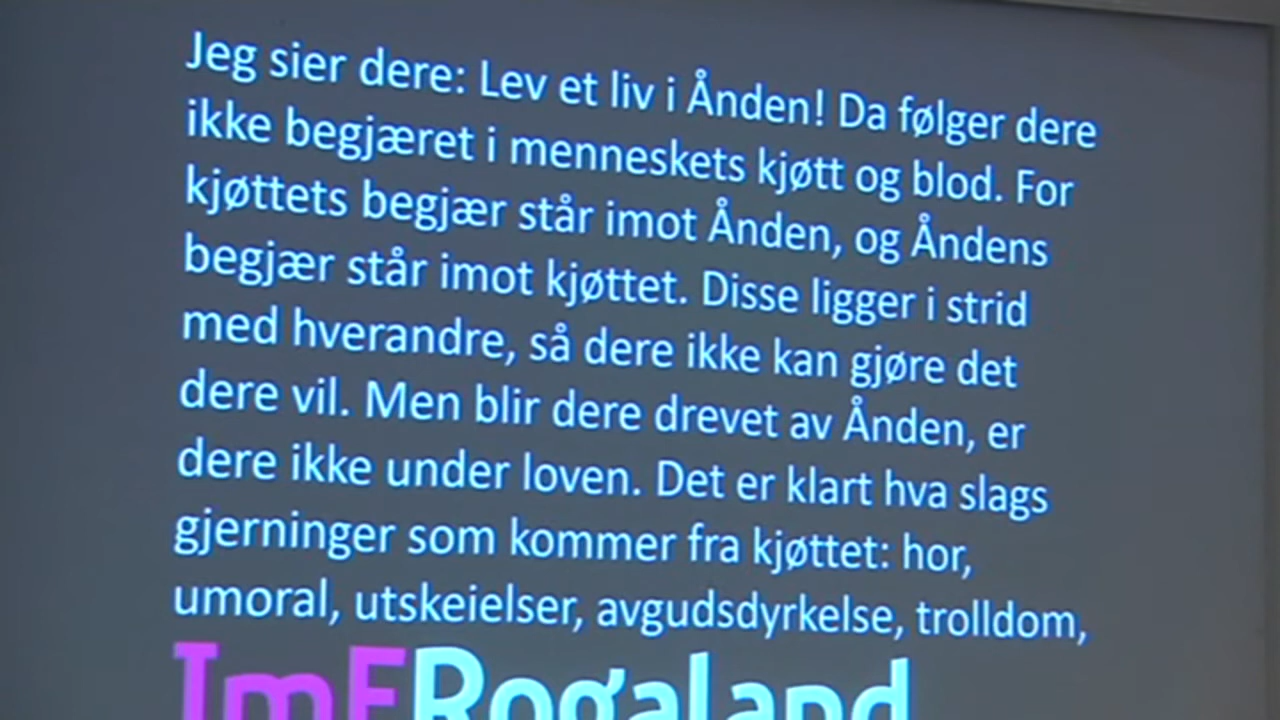 Jeg sier dere: Lev et liv i Ånden! Da følger dere
ikke begjæret i menneskets kjøtt og blod. For
kjøttets begjær står imot Ånden, og Åndens
begjær står imot kjøttet. Disse ligger i strid
med hverandre, så dere ikke kan gjøre det
dere vil. Men blir dere drevet av Ånden, er
dere ikke under loven. Det er klart hva slags
gjerninger som kommer fra kjøttet: hor,
umoral, utskeielser, avgudsdyrkelse, trolldom,
ImFRogaland